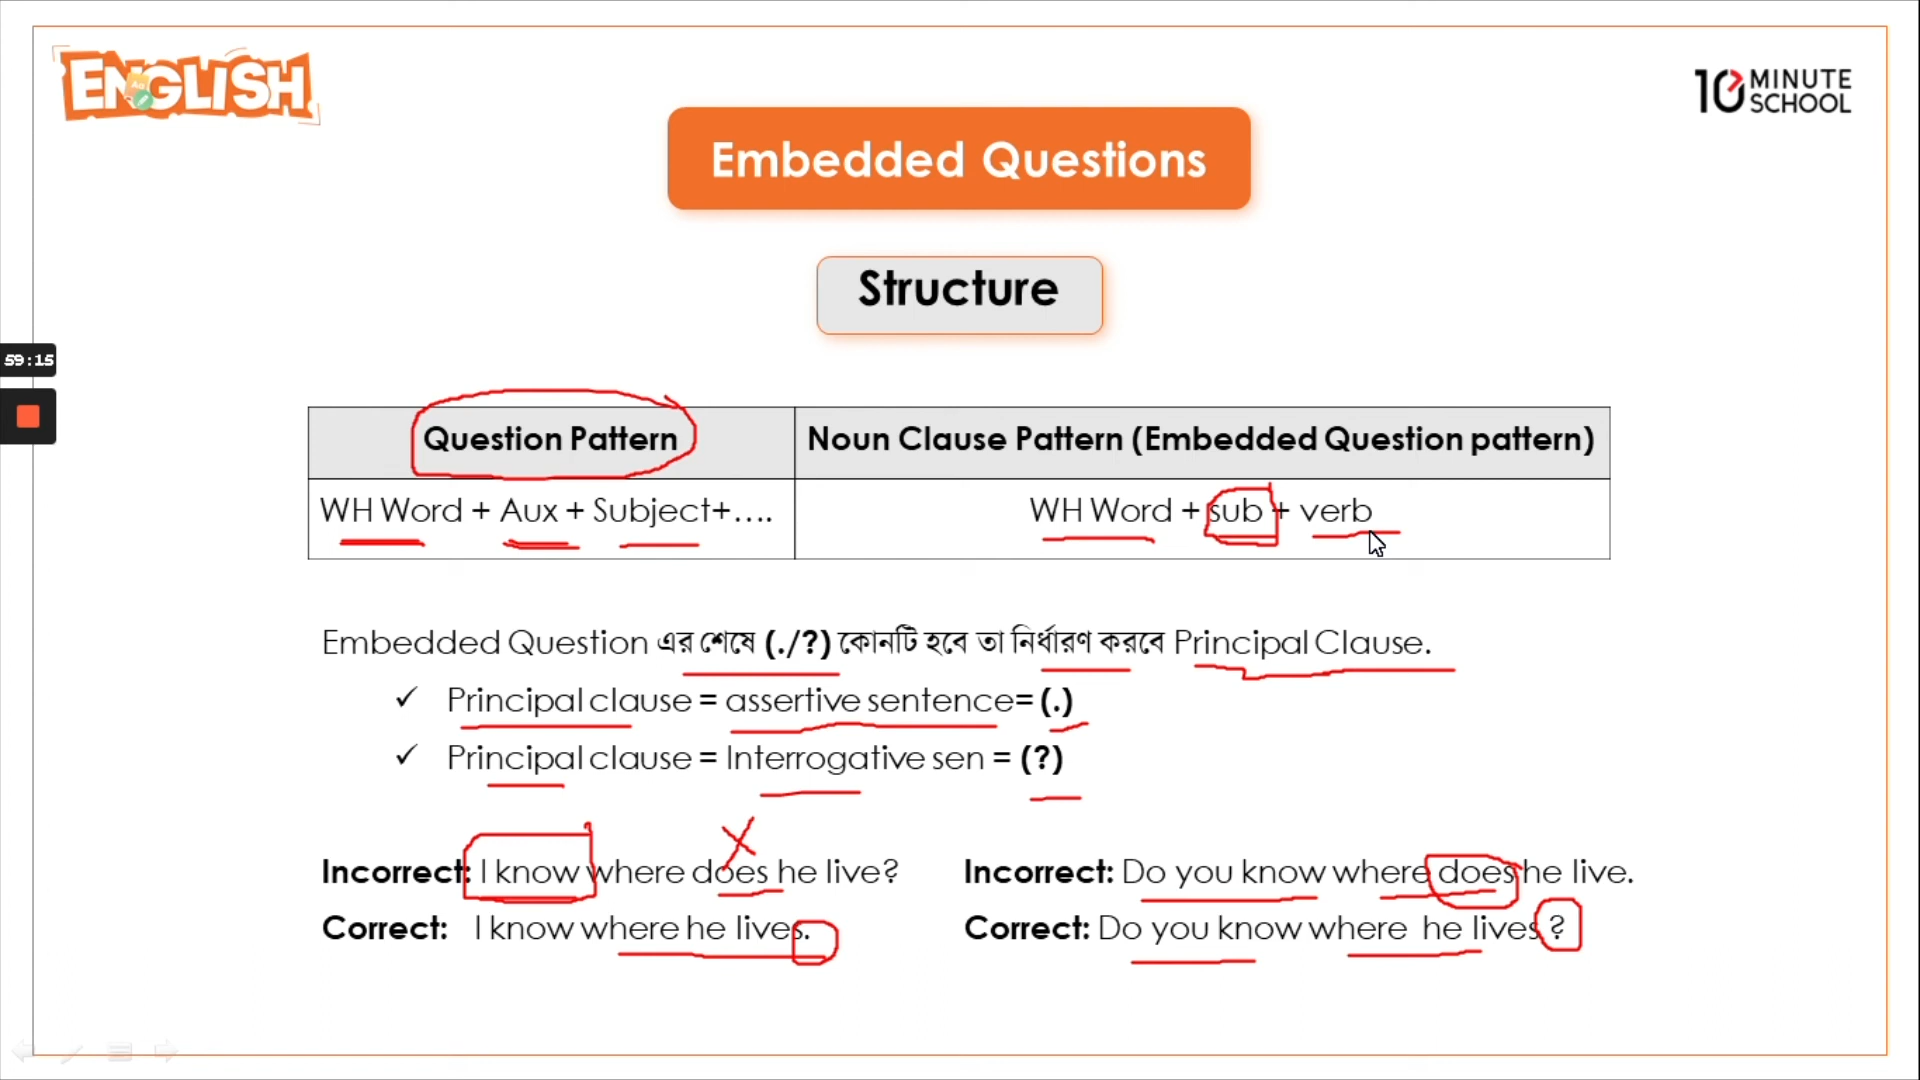 ENGLISH
10 MINUTE
SCHOOL
Embedded Questions
Structure
59:15
Question Pattern
Noun Clause Pattern (Embedded Question pattern)
WH Word + Aux + Subject+....
WH Word + sub + verb
Embedded Question এর শেষে (./?) কোনটি হবে তা নির্ধারণ করবে Principal Clause.
✓ Principal clause = assertive sentence= (.)
✓ Principal clause = Interrogative sen = (?)
Incorrect: I know where does he live?
Correct: I know where he lives.
Incorrect: Do you know where does he live.
Correct: Do you know where he lives ?